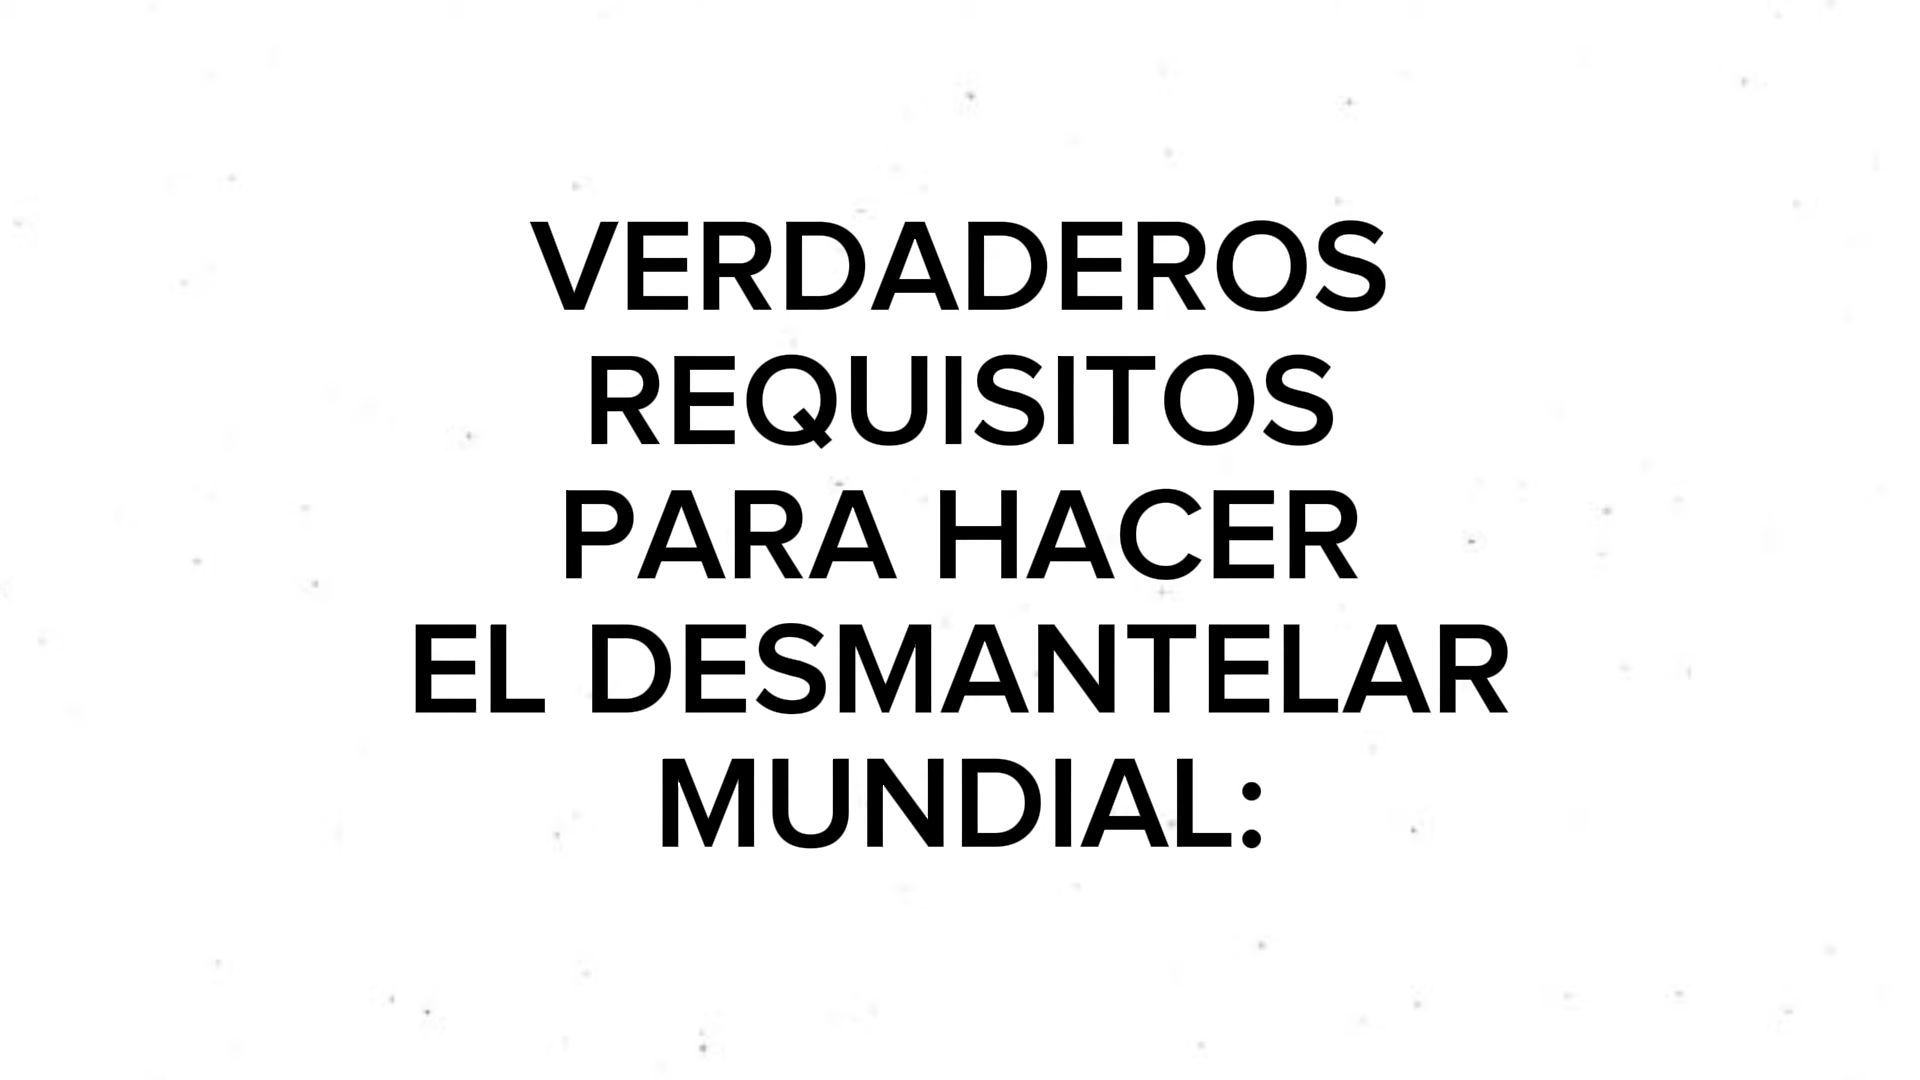 VERDADEROS
REQUISITOS
PARA HACER
EL DESMANTELAR
MUNDIAL: